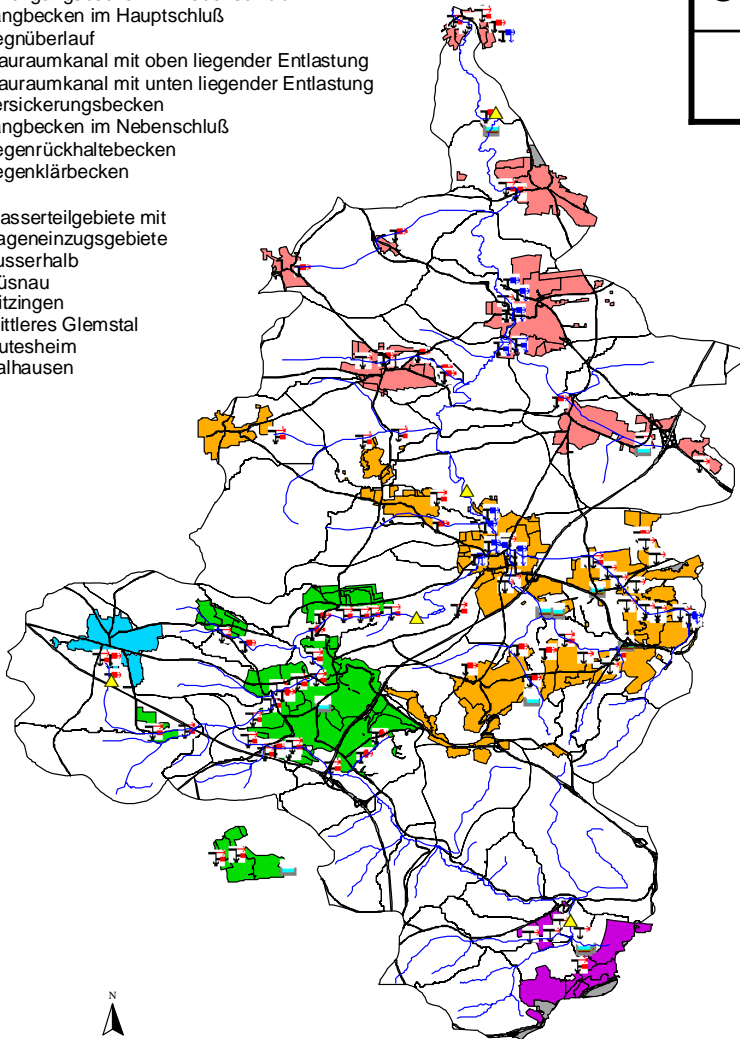 angbecken im Hauptschluß
egnüberlauf
auraumkanal mit oben liegender Entlastung
auraumkanal mit unten liegender Entlastung
ersickerungsbecken
angbecken im Nebenschluß
egenrückhaltebecken
egenklärbecken
asserteilgebiete mit
ageneinzugsgebiete
usserhalb
üsnau
itzingen
ittleres Glemstal
utesheim
alhausen
N